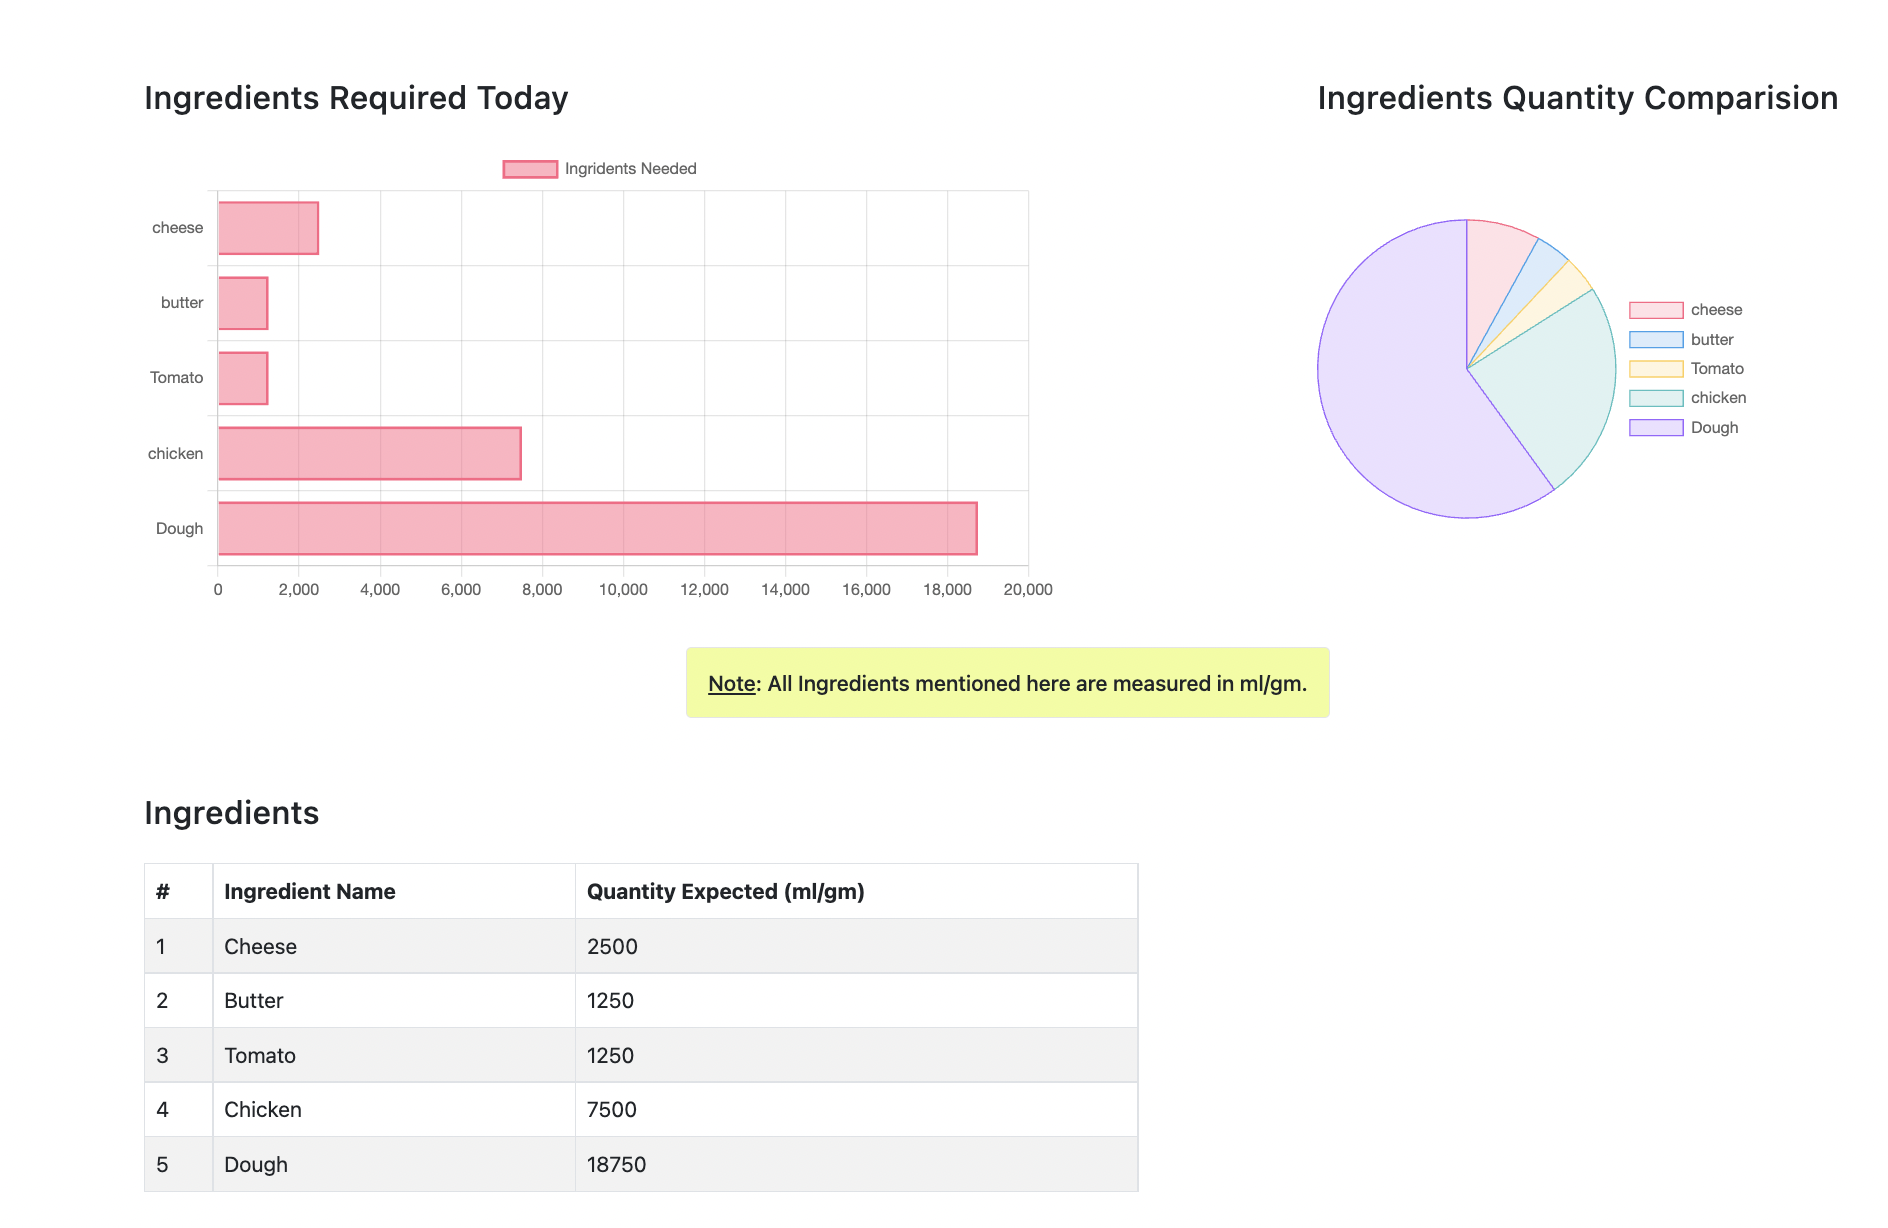 Ingredients Required Today
Ingridents Needed
cheese
butter
Tomato
chicken
Dough
0 2,000 4,000 6,000 8,000 10,000 12,000 14,000 16,000 18,000 20,000
Ingredients Quantity Comparision
cheese
butter
Tomato
chicken
Dough
Note: All Ingredients mentioned here are measured in ml/gm.
Ingredients
# Ingredient Name Quantity Expected (ml/gm)
1 Cheese 2500
2 Butter 1250
3 Tomato 1250
4 Chicken 7500
5 Dough 18750